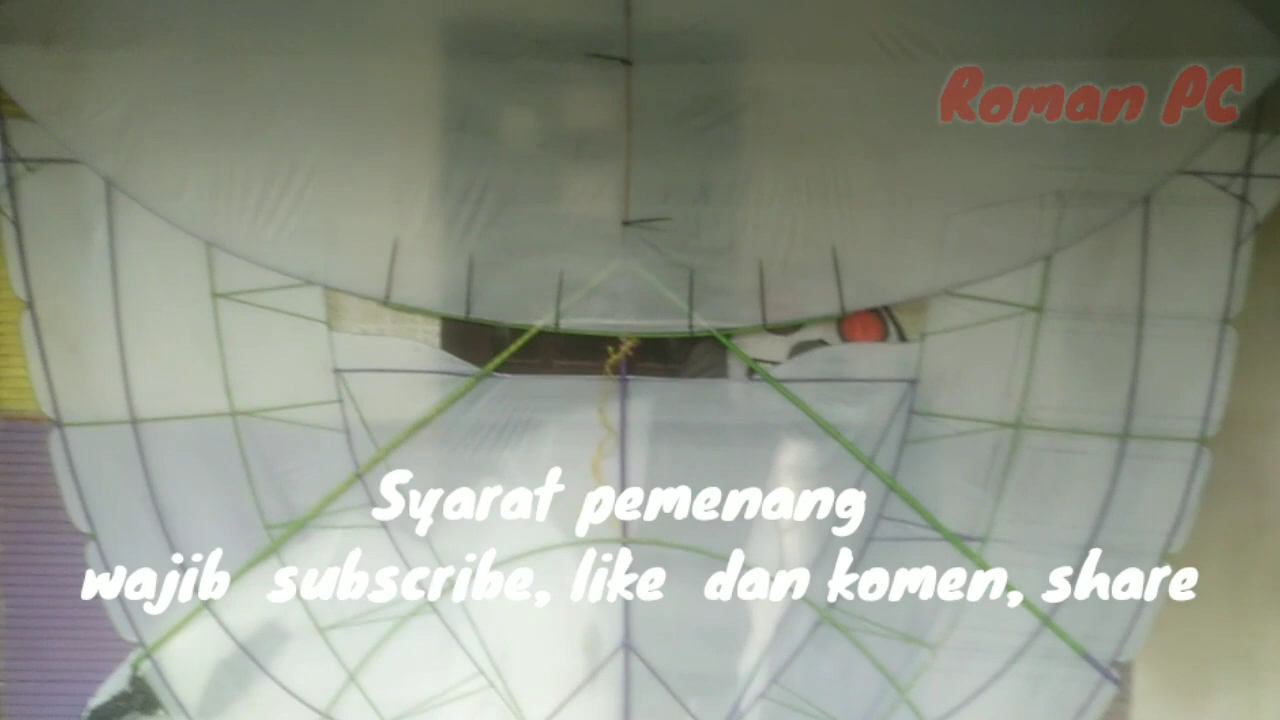 Roman PC
Syarat pemenang
wajib subscribe, like dan komen, share